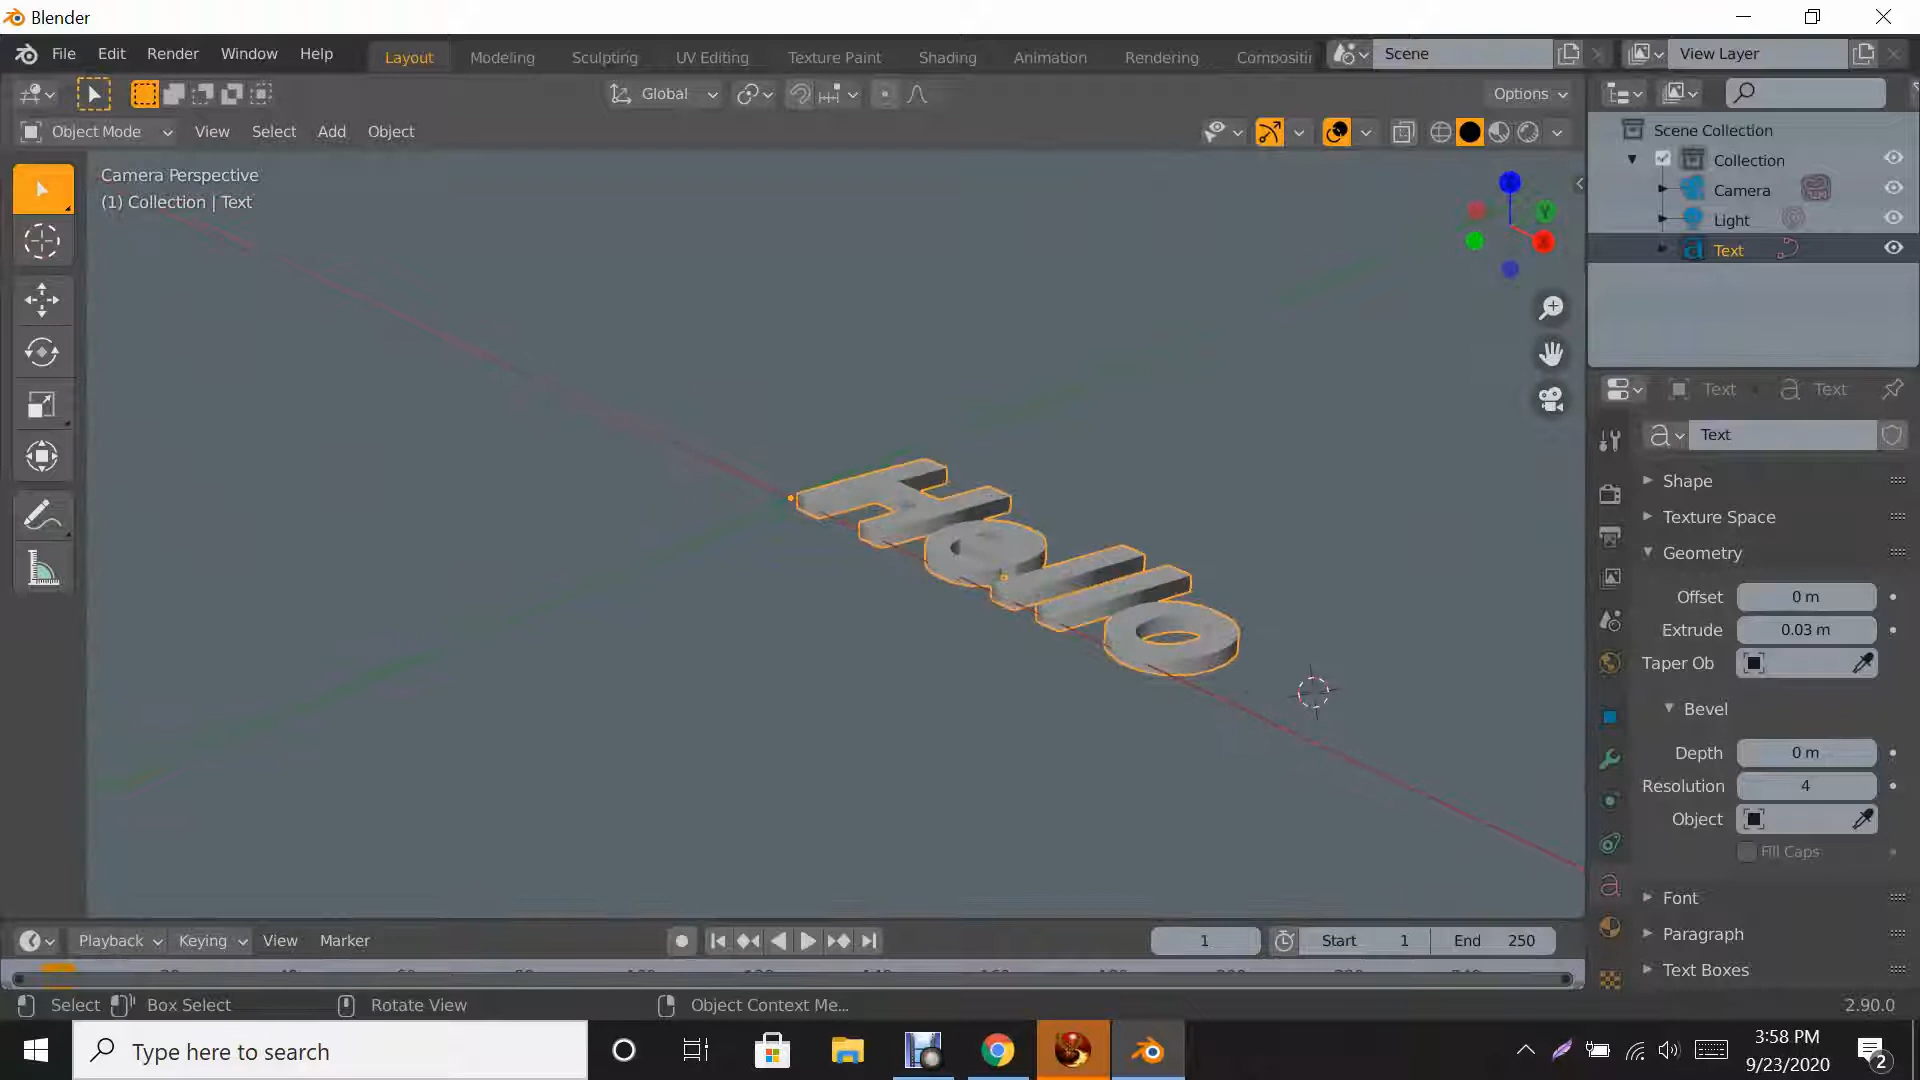 Blender
File Edit Render Window Help
Layout Modeling Sculpting UV Editing Texture Paint Shading Animation Rendering Compositi
Scene
View Layer
Global
Options
Object Mode View Select Add Object
Camera Perspective
(1) Collection | Text
Scene Collection
Collection
Camera
Light
Text
Hello
Text Text
Text
Shape
Texture Space
Geometry
Offset 0 m
Extrude 0.03 m
Taper Ob
Bevel
Depth 0 m
Resolution 4
Object
Fill Caps
Font
Paragraph
Text Boxes
Playback Keying View Marker
1
Start 1
End 250
Select Box Select Rotate View Object Context Me...
2.90.0
Type here to search
3:58 PM
9/23/2020
2